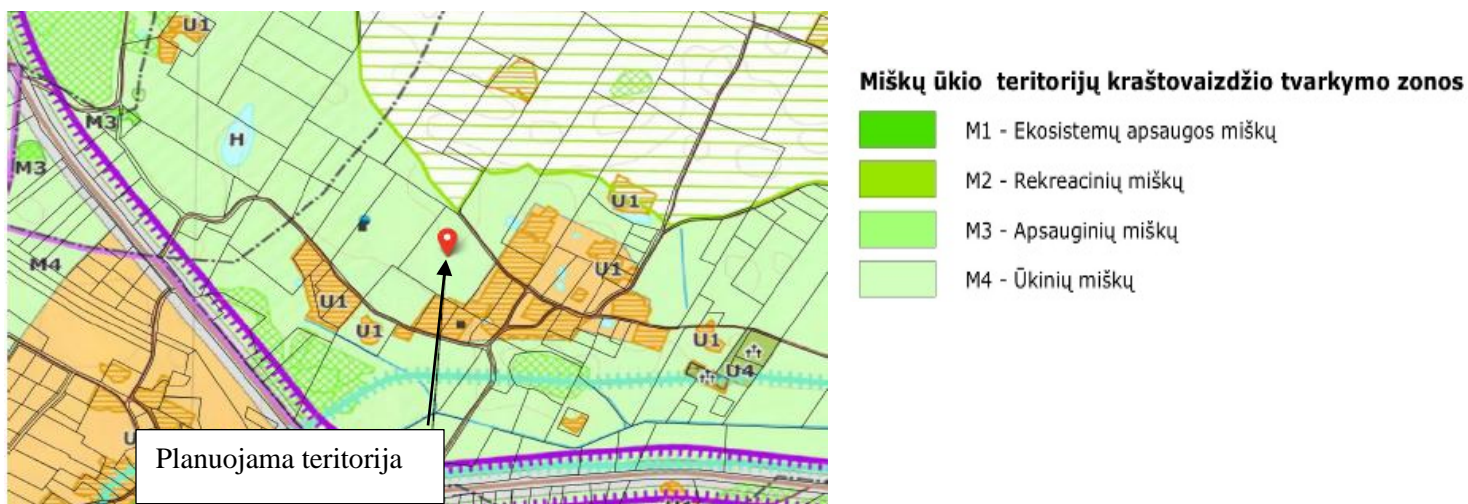 U1
H
M3
M3
U1
M4
U1
U1
U1
U1
U4
Planuojama teritorija
Miškų ūkio teritorijų kraštovaizdžio tvarkymo zonos
M1 - Ekosistemų apsaugos miškų
M2 - Rekreacinių miškų
M3 - Apsauginių miškų
M4 - Ūkinių miškų